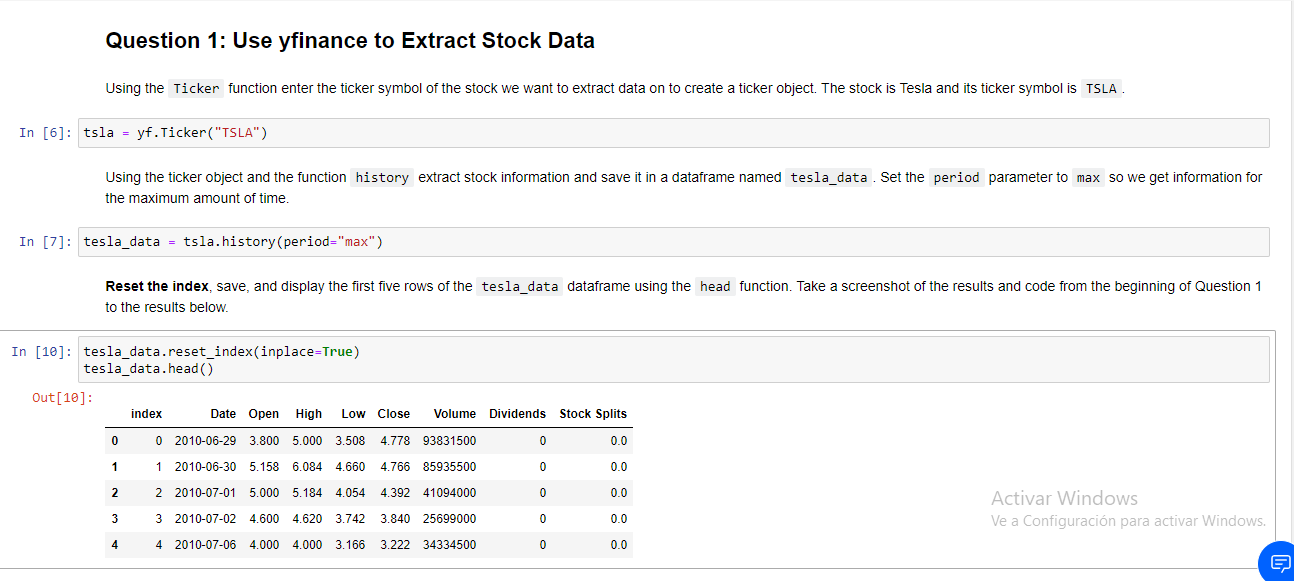 Question 1: Use yfinance to Extract Stock Data
Using the Ticker function enter the ticker symbol of the stock we want to extract data on to create a ticker object. The stock is Tesla and its ticker symbol is TSLA.
In [6]: tsla = yf.Ticker("TSLA")
Using the ticker object and the function history extract stock information and save it in a dataframe named tesla_data. Set the period parameter to max so we get information for
the maximum amount of time.
In [7]: tesla_data = tsla.history(period="max")
Reset the index, save, and display the first five rows of the tesla_data dataframe using the head function. Take a screenshot of the results and code from the beginning of Question 1
to the results below.
In [10]: tesla_data.reset_index(inplace=True)
tesla_data.head()
Out[10]:
index Date Open High Low Close Volume Dividends Stock Splits
0 0 2010-06-29 3.800 5.000 3.508 4.778 93831500 0 0.0
1 1 2010-06-30 5.158 6.084 4.660 4.766 85935500 0 0.0
2 2 2010-07-01 5.000 5.184 4.054 4.392 41094000 0 0.0
3 3 2010-07-02 4.600 4.620 3.742 3.840 25699000 0 0.0
4 4 2010-07-06 4.000 4.000 3.166 3.222 34334500 0 0.0
Activar Windows
Ve a Configuración para activar Windows.